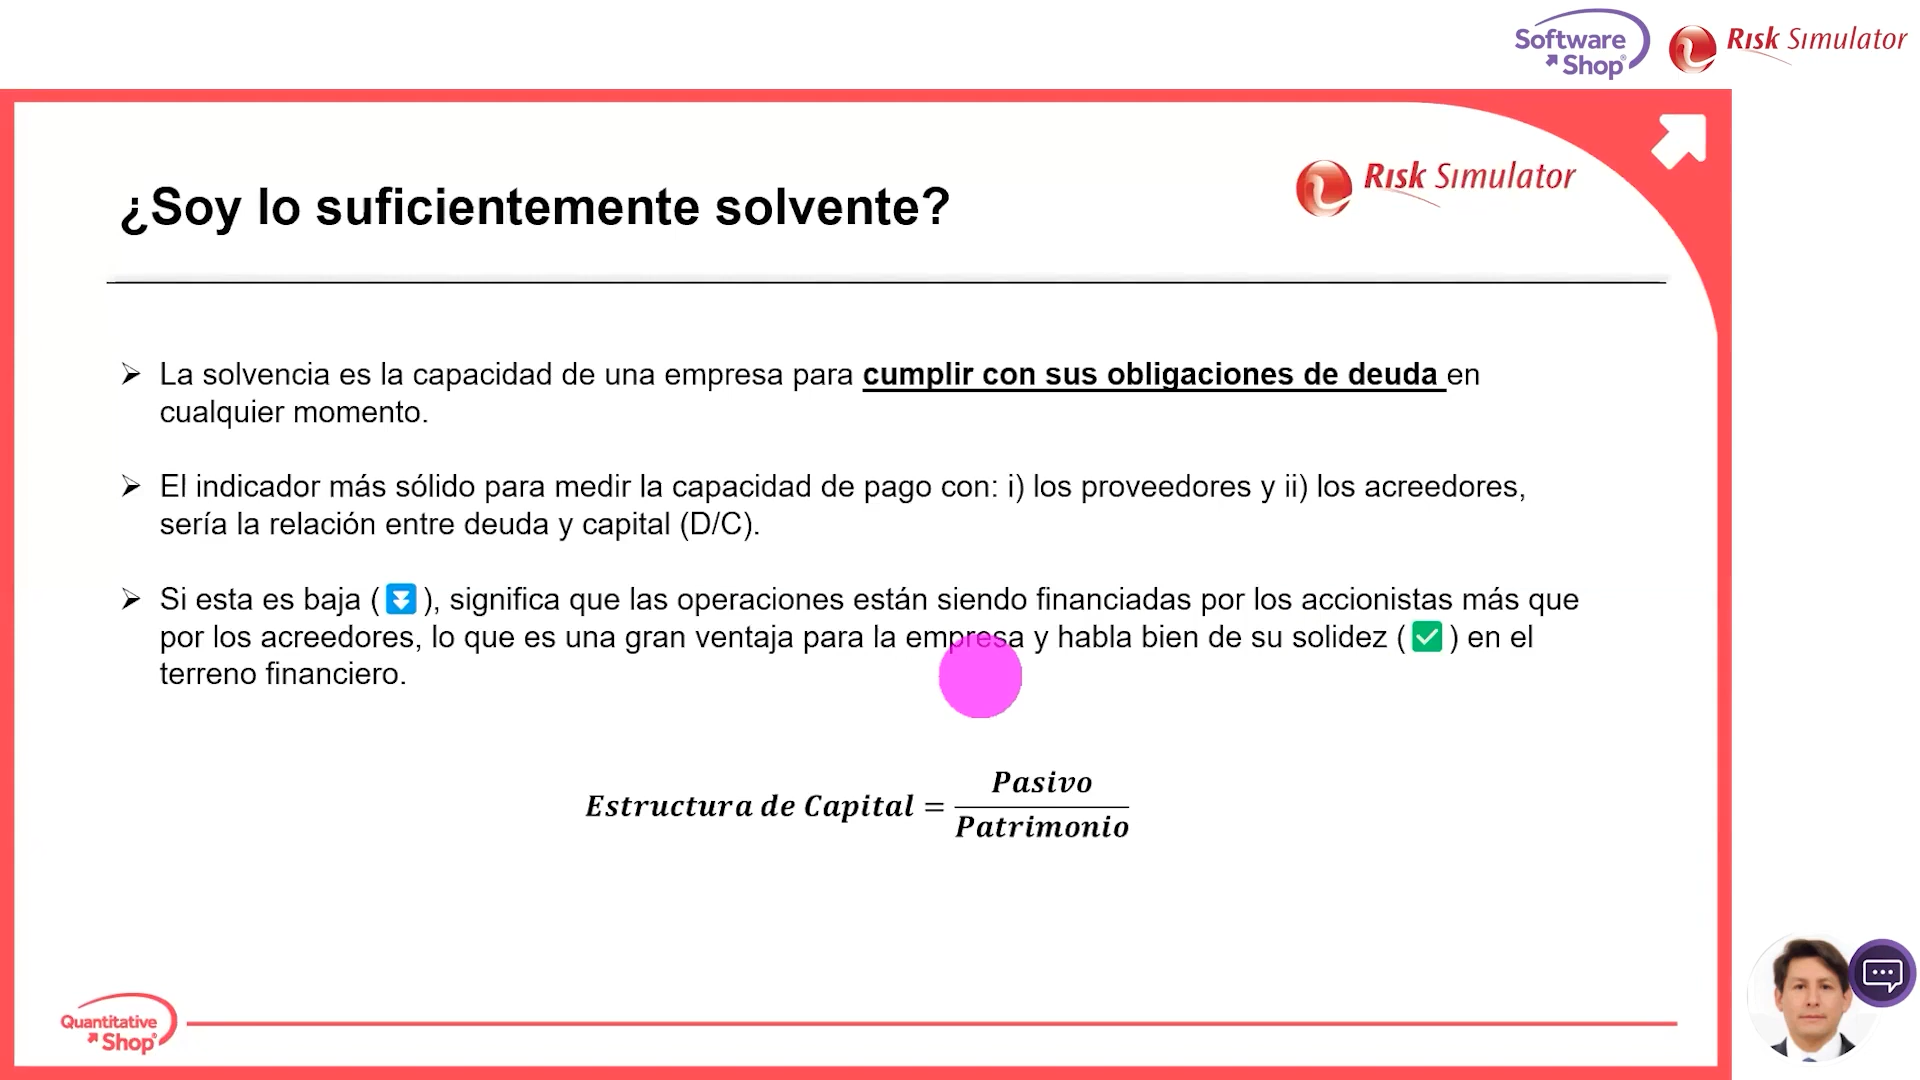 Software
Shop
Risk Simulator
¿Soy lo suficientemente solvente?
Risk Simulator
➢ La solvencia es la capacidad de una empresa para cumplir con sus obligaciones de deuda en
cualquier momento.
➢ El indicador más sólido para medir la capacidad de pago con: i) los proveedores y ii) los acreedores,
sería la relación entre deuda y capital (D/C).
➢ Si esta es baja (⏬), significa que las operaciones están siendo financiadas por los accionistas más que
por los acreedores, lo que es una gran ventaja para la empresa y habla bien de su solidez (✅) en el
terreno financiero.
Estructura de Capital = Pasivo / Patrimonio
Quantitative
Shop